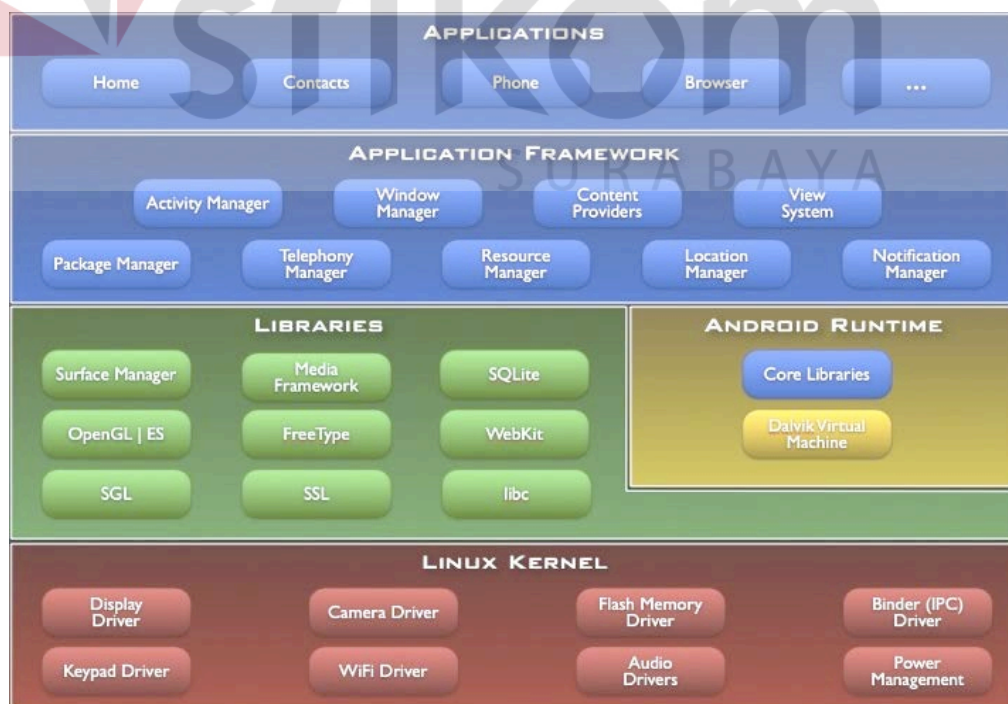 stikom
SURABAYA
APPLICATIONS
Home
Contacts
Phone
Browser
...
APPLICATION FRAMEWORK
Activity Manager
Window
Manager
Content
Providers
View
System
Package Manager
Telephony
Manager
Resource
Manager
Location
Manager
Notification
Manager
LIBRARIES
Surface Manager
Media
Framework
SQLite
OpenGL | ES
FreeType
WebKit
SGL
SSL
libc
ANDROID RUNTIME
Core Libraries
Dalvik Virtual
Machine
LINUX KERNEL
Display
Driver
Camera Driver
Flash Memory
Driver
Binder (IPC)
Driver
Keypad Driver
WiFi Driver
Audio
Drivers
Power
Management